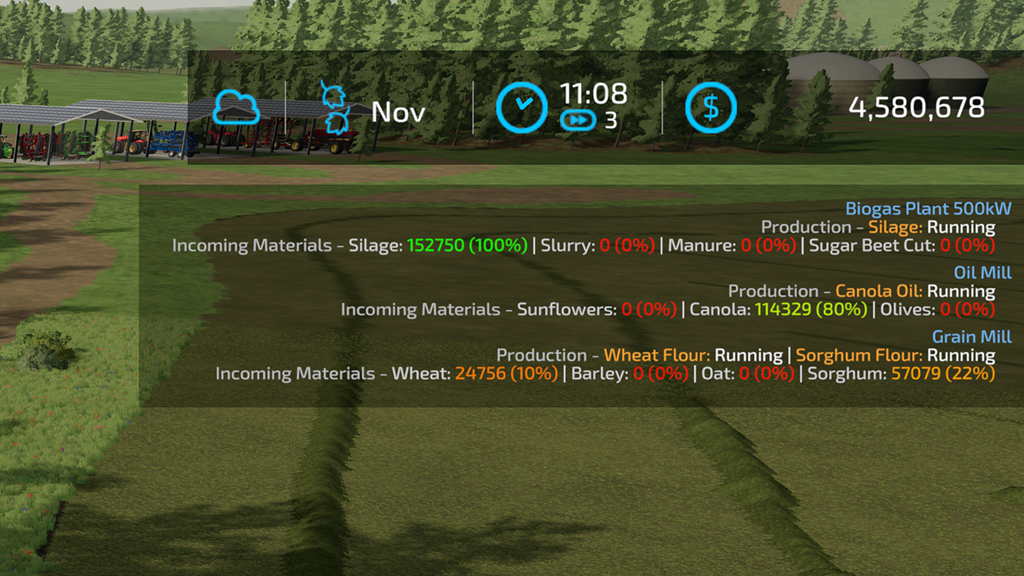 Nov
11:08
3
4,580,678
Biogas Plant 500kW
Production - Silage: Running
Incoming Materials - Silage: 152750 (100%) | Slurry: 0 (0%) | Manure: 0 (0%) | Sugar Beet Cut: 0 (0%)
Oil Mill
Production - Canola Oil: Running
Incoming Materials - Sunflowers: 0 (0%) | Canola: 114329 (80%) | Olives: 0 (0%)
Grain Mill
Production - Wheat Flour: Running | Sorghum Flour: Running
Incoming Materials - Wheat: 24756 (10%) | Barley: 0 (0%) | Oat: 0 (0%) | Sorghum: 57079 (22%)